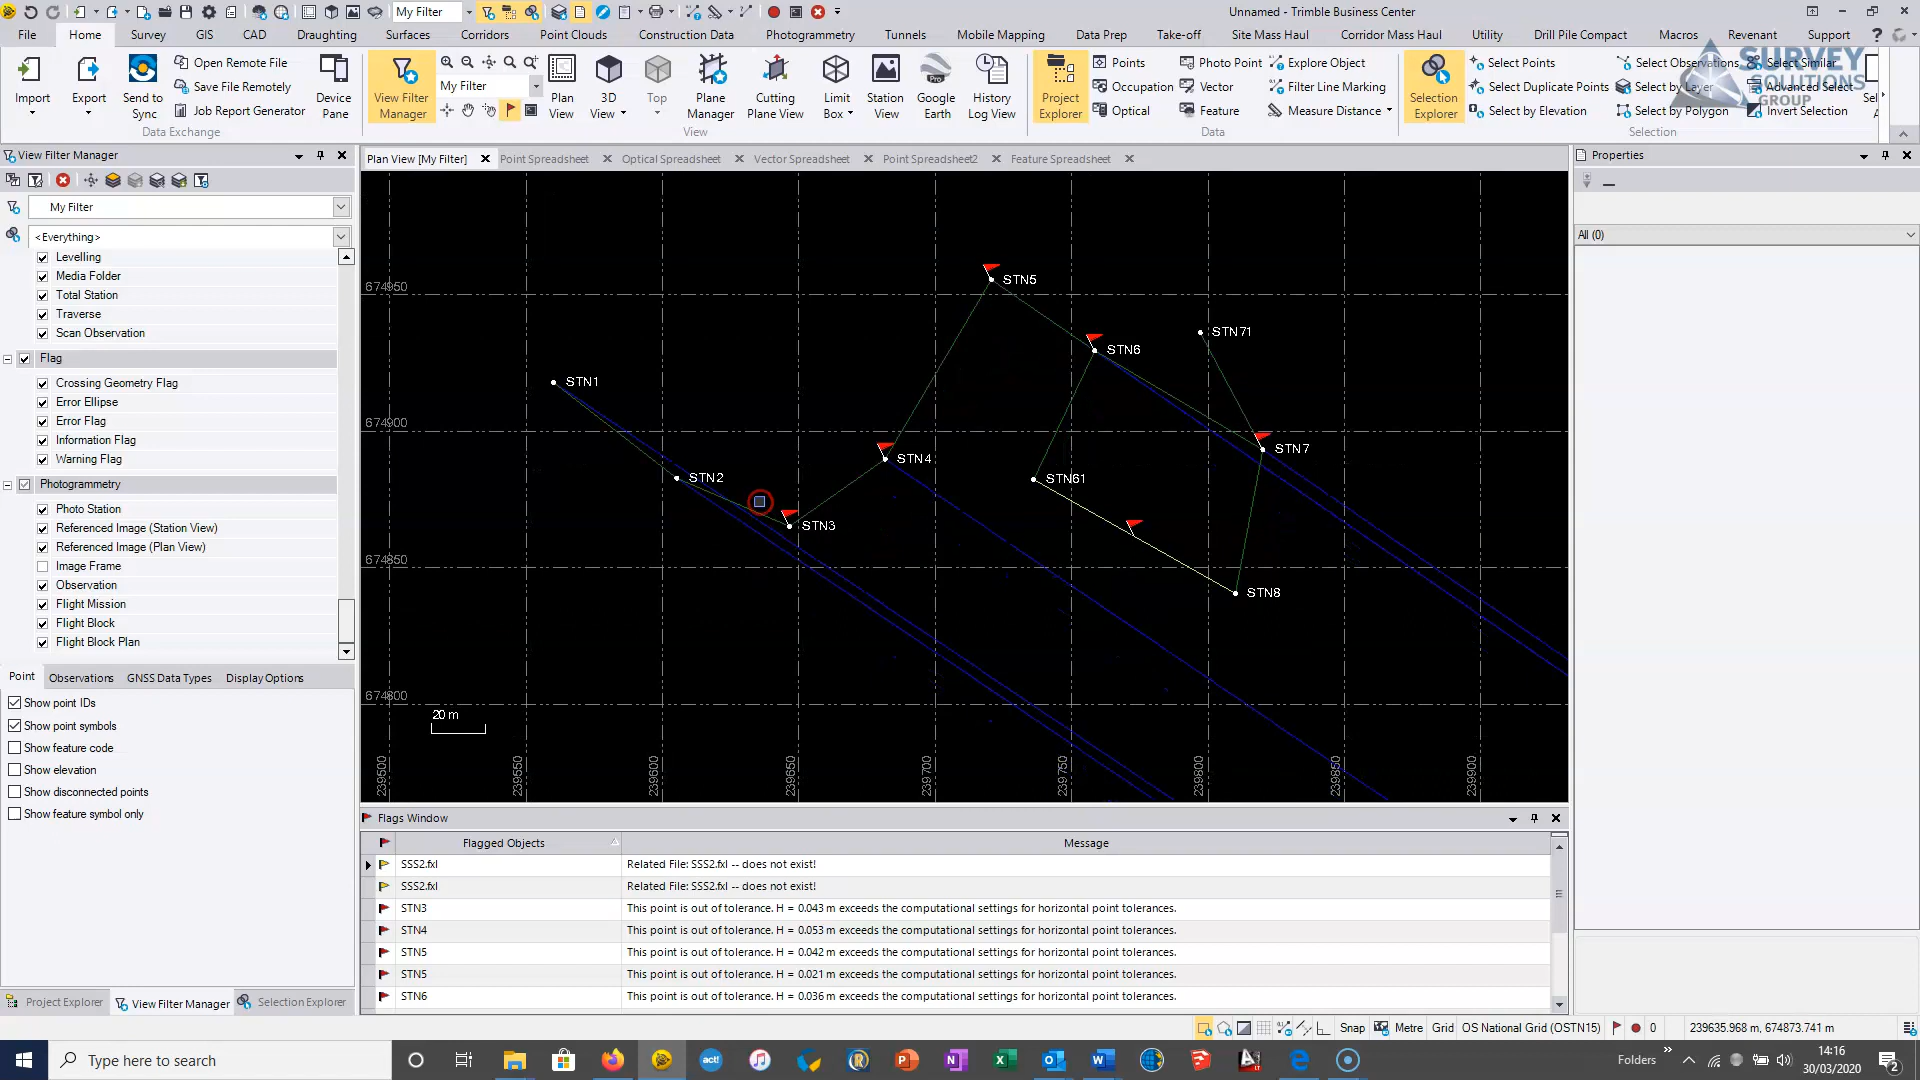 My Filter
Unnamed - Trimble Business Center
File Home Survey GIS CAD Draughting Surfaces Corridors Point Clouds Construction Data Photogrammetry Tunnels Mobile Mapping Data Prep Take-off Site Mass Haul Corridor Mass Haul Utility Drill Pile Compact Macros Revenant Support
Import
Export
Send to Sync
Open Remote File
Save File Remotely
Job Report Generator
Device Pane
Data Exchange
View Filter Manager
My Filter
Plan View
3D View
Top
Plane Manager
Cutting Plane View
Limit Box
Station View
Google Earth
History Log View
View
Project Explorer
Points
Occupation
Optical
Photo Point
Vector
Feature
Explore Object
Filter Line Marking
Measure Distance
Data
Selection Explorer
Select Points
Select Duplicate Points
Select by Elevation
Select Observations
Select by Layer
Select by Polygon
Select Similar
Advanced Select
Invert Selection
Selection
SURVEY
SOLUTIONS
GROUP
View Filter Manager
My Filter
<Everything>
Levelling
Media Folder
Total Station
Traverse
Scan Observation
Flag
Crossing Geometry Flag
Error Ellipse
Error Flag
Information Flag
Warning Flag
Photogrammetry
Photo Station
Referenced Image (Station View)
Referenced Image (Plan View)
Image Frame
Observation
Flight Mission
Flight Block
Flight Block Plan
Point Observations GNSS Data Types Display Options
Show point IDs
Show point symbols
Show feature code
Show elevation
Show disconnected points
Show feature symbol only
Project Explorer View Filter Manager Selection Explorer
Plan View [My Filter] Point Spreadsheet Optical Spreadsheet Vector Spreadsheet Point Spreadsheet2 Feature Spreadsheet
STN5
674950
STN71
STN6
STN1
674900
STN7
STN4
STN2
STN61
STN3
674850
STN8
674800
20 m
239500
239550
239600
239650
239700
239750
239800
239850
239900
Flags Window
Flagged Objects Message
SSS2.fxl Related File: SSS2.fxl -- does not exist!
SSS2.fxl Related File: SSS2.fxl -- does not exist!
STN3 This point is out of tolerance. H = 0.043 m exceeds the computational settings for horizontal point tolerances.
STN4 This point is out of tolerance. H = 0.053 m exceeds the computational settings for horizontal point tolerances.
STN5 This point is out of tolerance. H = 0.042 m exceeds the computational settings for horizontal point tolerances.
STN5 This point is out of tolerance. H = 0.021 m exceeds the computational settings for horizontal point tolerances.
STN6 This point is out of tolerance. H = 0.036 m exceeds the computational settings for horizontal point tolerances.
Properties
All (0)
Snap Metre Grid OS National Grid (OSTN15) 0 239635.968 m, 674873.741 m
Type here to search
act!
Folders
14:16
30/03/2020
2